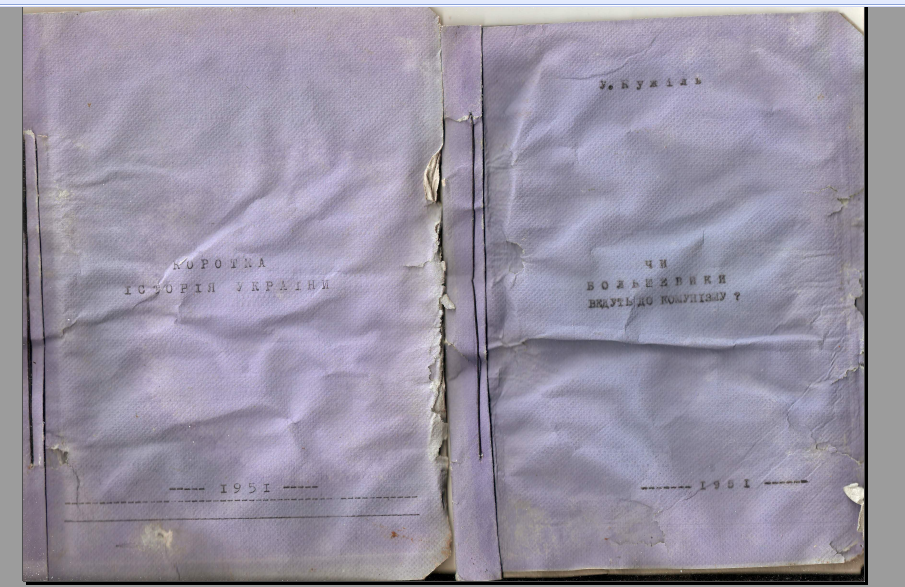 КОРОТКА
ІСТОРІЯ УКРАЇНИ
----- 1951 -----
У. Кужіль
ЧИ
БОЛЬШЕВИКИ
ВЕДУТЬ ДО КОМУНІЗМУ ?
------- 1951 ------